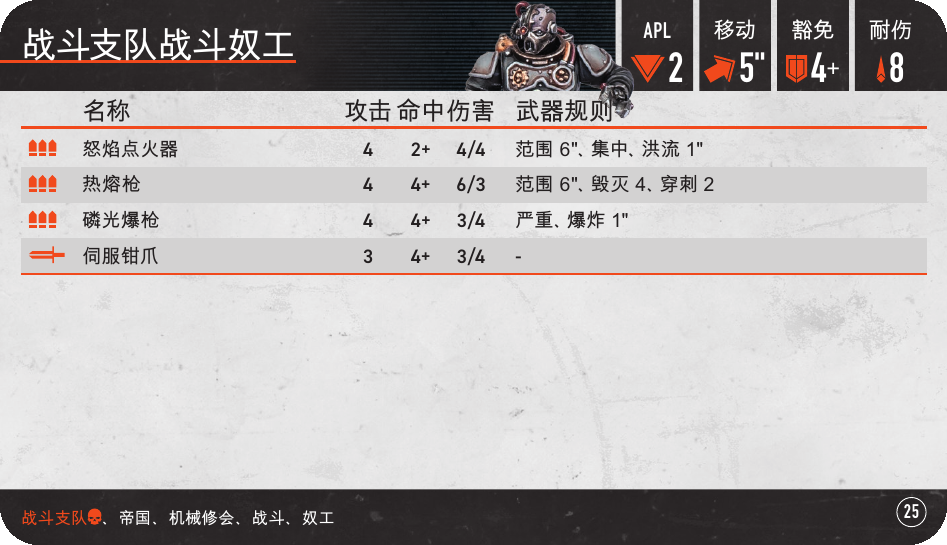 战斗支队战斗奴工
APL 移动 豁免 耐伤
2 5" 4+ 8
名称 攻击 命中 伤害 武器规则
怒焰点火器 4 2+ 4/4 范围 6"、集中、洪流 1"
热熔枪 4 4+ 6/3 范围 6"、毁灭 4、穿刺 2
磷光爆枪 4 4+ 3/4 严重、爆炸 1"
伺服钳爪 3 4+ 3/4 -
战斗支队、帝国、机械修会、战斗、奴工
25